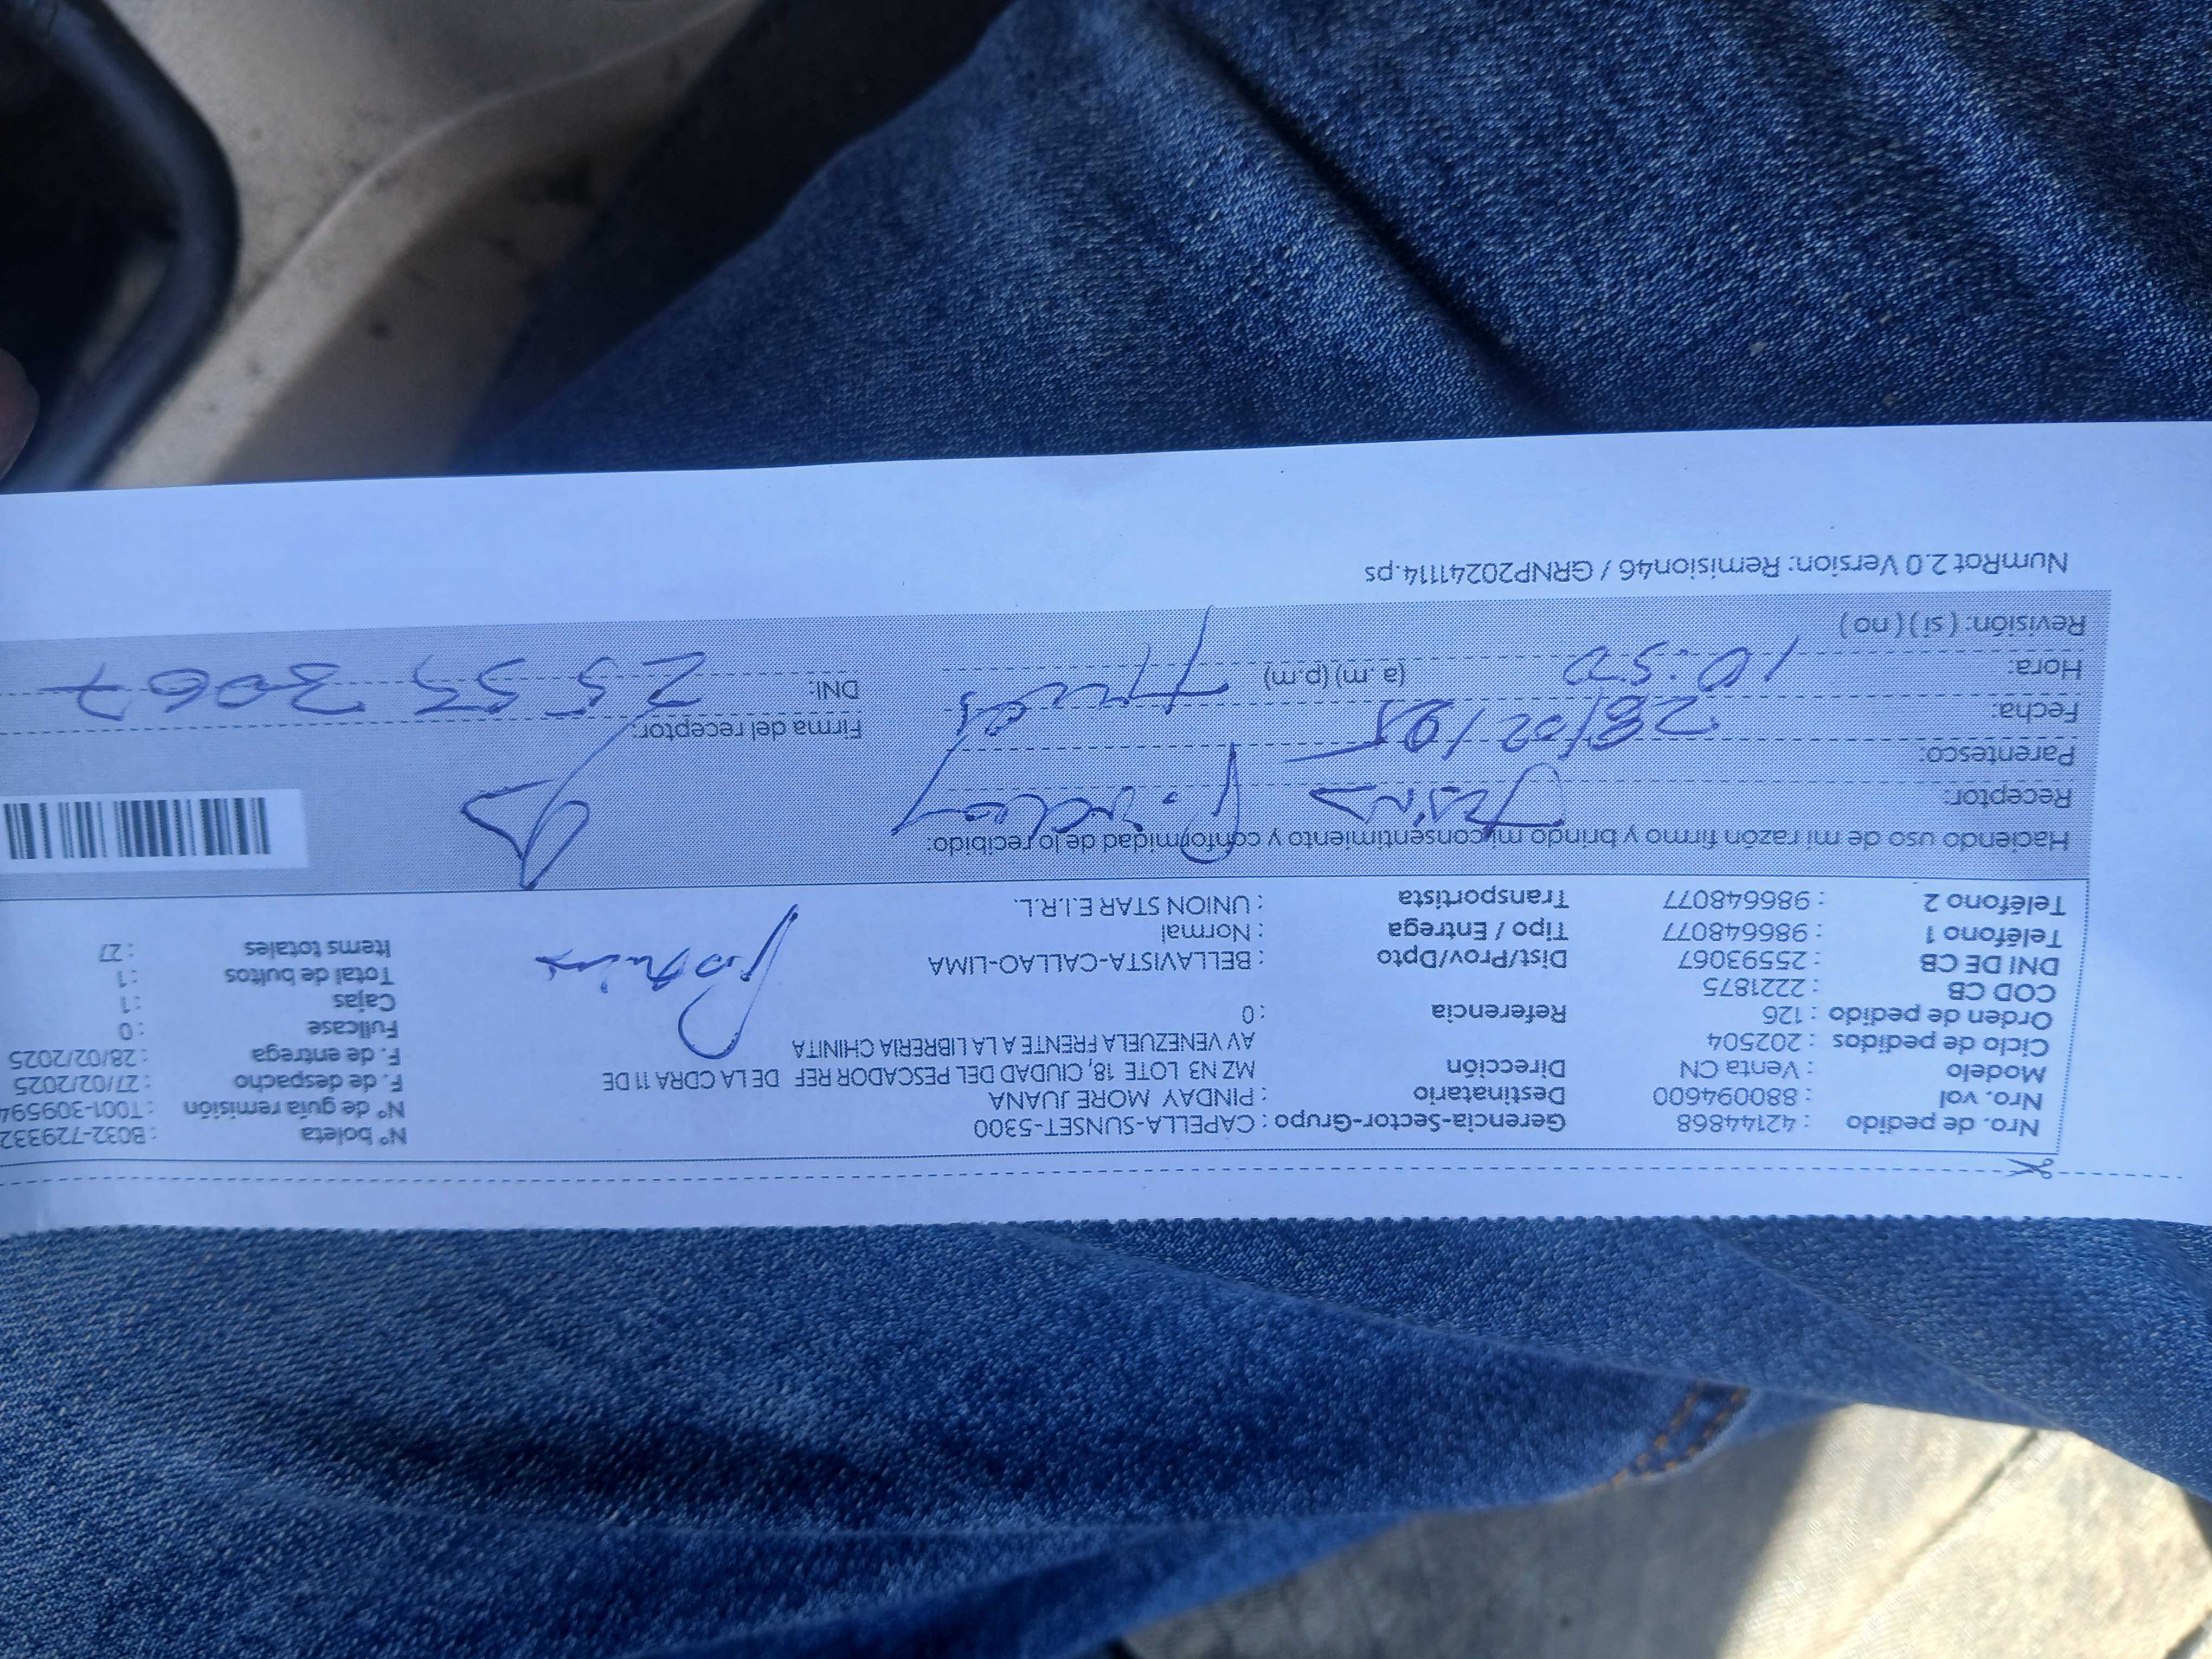 Nro. de pedido : 42144868 Gerencia-Sector-Grupo : CAPELLA-SUNSET-5300 N° boleta : B032-729332
Nro. vol : 880094600 Destinatario : PINDAY MORE JUANA N° de guía remisión : T001-309594
Modelo : Venta CN Dirección MZ N3 LOTE 18, CIUDAD DEL PESCADOR REF DE LA CDRA 11 DE F. de despacho : 27/02/2025
Ciclo de pedidos : 202504 AV VENEZUELA FRENTE A LA LIBRERIA CHINITA F. de entrega : 28/02/2025
Orden de pedido : 126 Referencia : 0 Fullcase : 0
COD CB : 2221875 Cajas : 1
DNI DE CB : 25593067 Dist/Prov/Dpto : BELLAVISTA-CALLAO-LIMA Total de bultos : 1
Teléfono 1 : 986648077 Tipo / Entrega : Normal Items totales : 27
Teléfono 2 : 986648077 Transportista : UNION STAR E.I.R.L.
Haciendo uso de mi razón firmo y brindo mi consentimiento y conformidad de lo recibido:
Receptor:
Parentesco:
Fecha: 28/02/25 Firma del receptor:
Hora: 10:50 (a .m) (p.m) DNI:
Revisión: ( si ) ( no )
NumRot 2.0 Version: Remision46 / GRNP20241114.ps